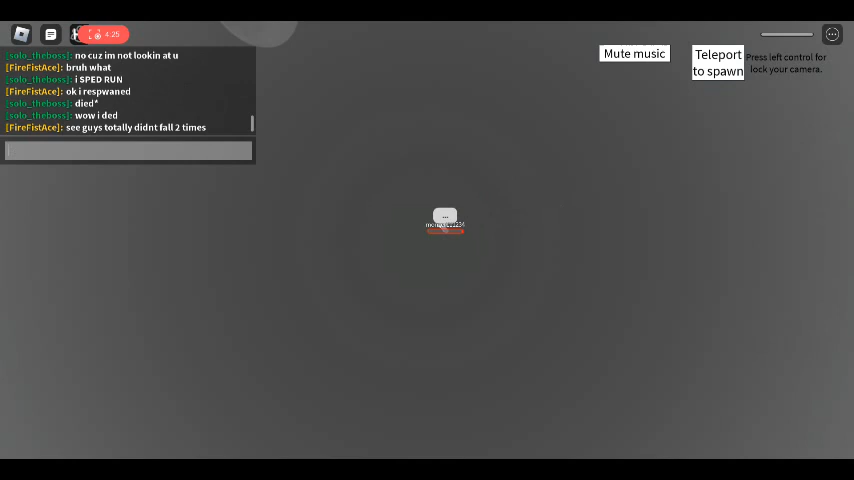 4:25
[solo_theboss]: no cuz im not lookin at u
[FireFistAce]: bruh what
[solo_theboss]: i SPED RUN
[FireFistAce]: ok i respwaned
[solo_theboss]: died*
[solo_theboss]: wow i ded
[FireFistAce]: see guys totally didnt fall 2 times
Mute music
Teleport
to spawn
Press left control for
lock your camera.
...